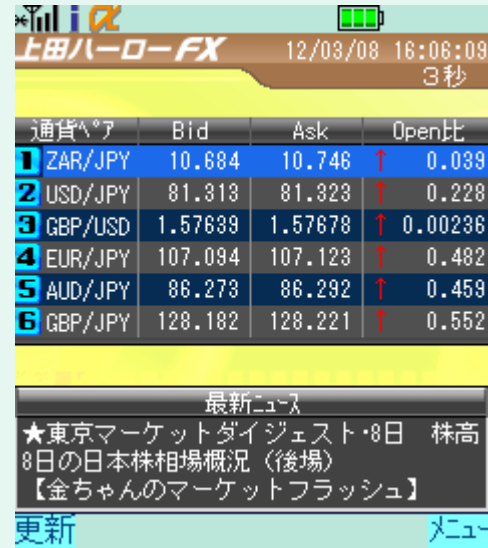 i α
上田ハーロー FX 12/03/08 16:06:09
3秒
通貨ﾍﾟｱ Bid Ask Open比
1 ZAR/JPY 10.684 10.746 ↑ 0.039
2 USD/JPY 81.313 81.323 ↑ 0.228
3 GBP/USD 1.57639 1.57678 ↑ 0.00236
4 EUR/JPY 107.094 107.123 ↑ 0.482
5 AUD/JPY 86.273 86.292 ↑ 0.459
6 GBP/JPY 128.182 128.221 ↑ 0.552
最新ﾆｭｰｽ
★東京マーケットダイジェスト･8日 株高
8日の日本株相場概況（後場）
【金ちゃんのマーケットフラッシュ】
更新 ﾒﾆｭｰ